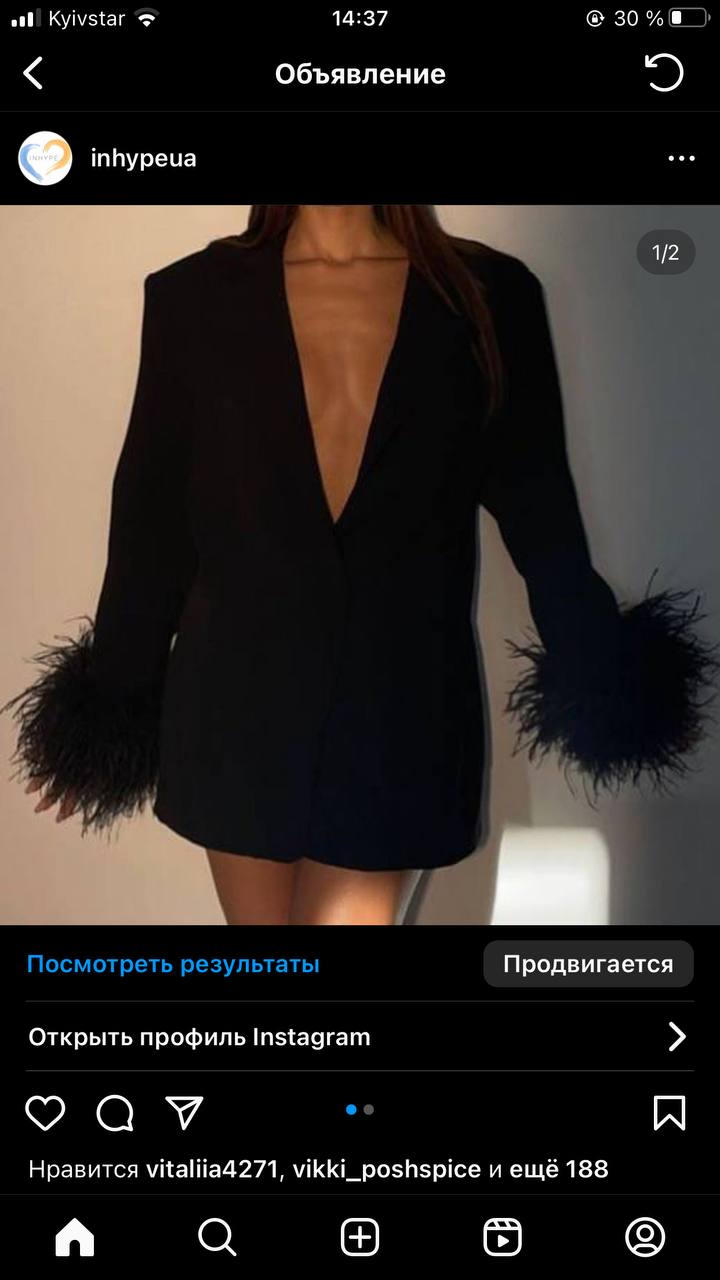 Kyivstar 14:37 30 %
Объявление
INHYPE
inhypeua
1/2
Посмотреть результаты Продвигается
Открыть профиль Instagram
Нравится vitaliia4271, vikki_poshspice и ещё 188